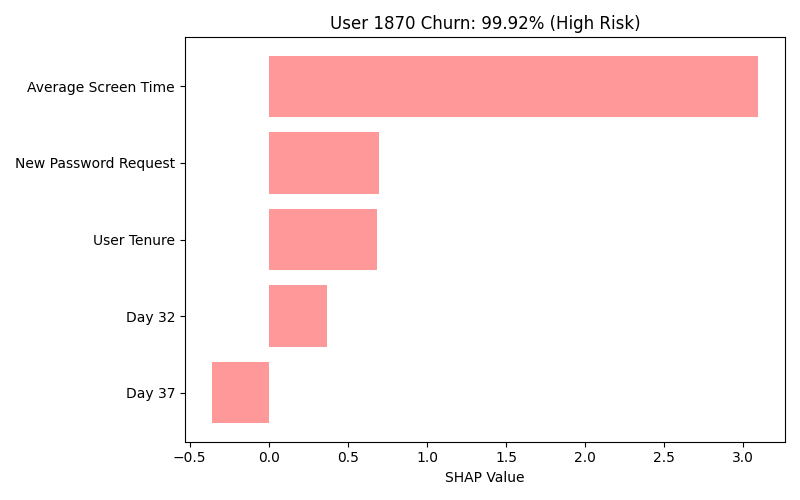 User 1870 Churn: 99.92% (High Risk)
Average Screen Time
New Password Request
User Tenure
Day 32
Day 37
−0.5 0.0 0.5 1.0 1.5 2.0 2.5 3.0
SHAP Value